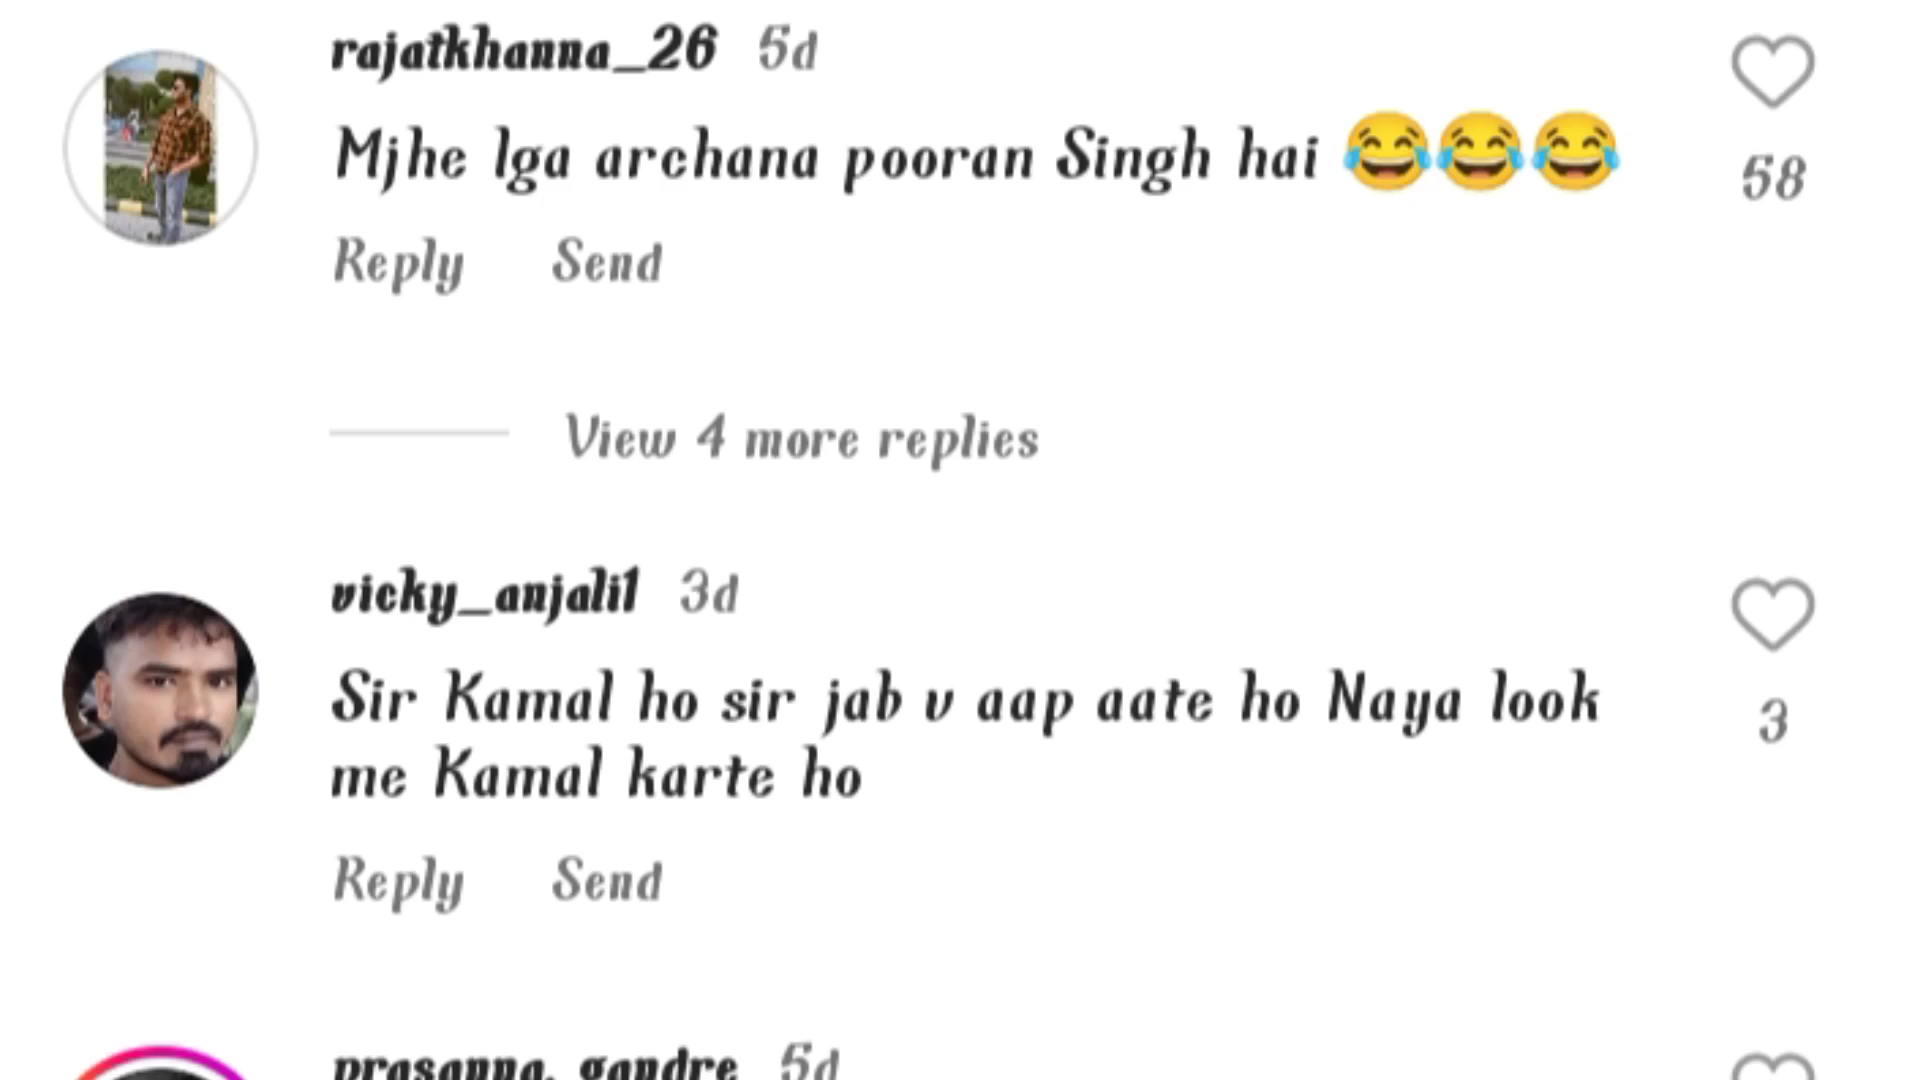 rajatkhanna_26 5d
Mjhe lga archana pooran Singh hai 😂😂😂
58
Reply Send
View 4 more replies
vicky_anjali1 3d
Sir Kamal ho sir jab v aap aate ho Naya look
3
me Kamal karte ho
Reply Send
prasanna_gandre 5d